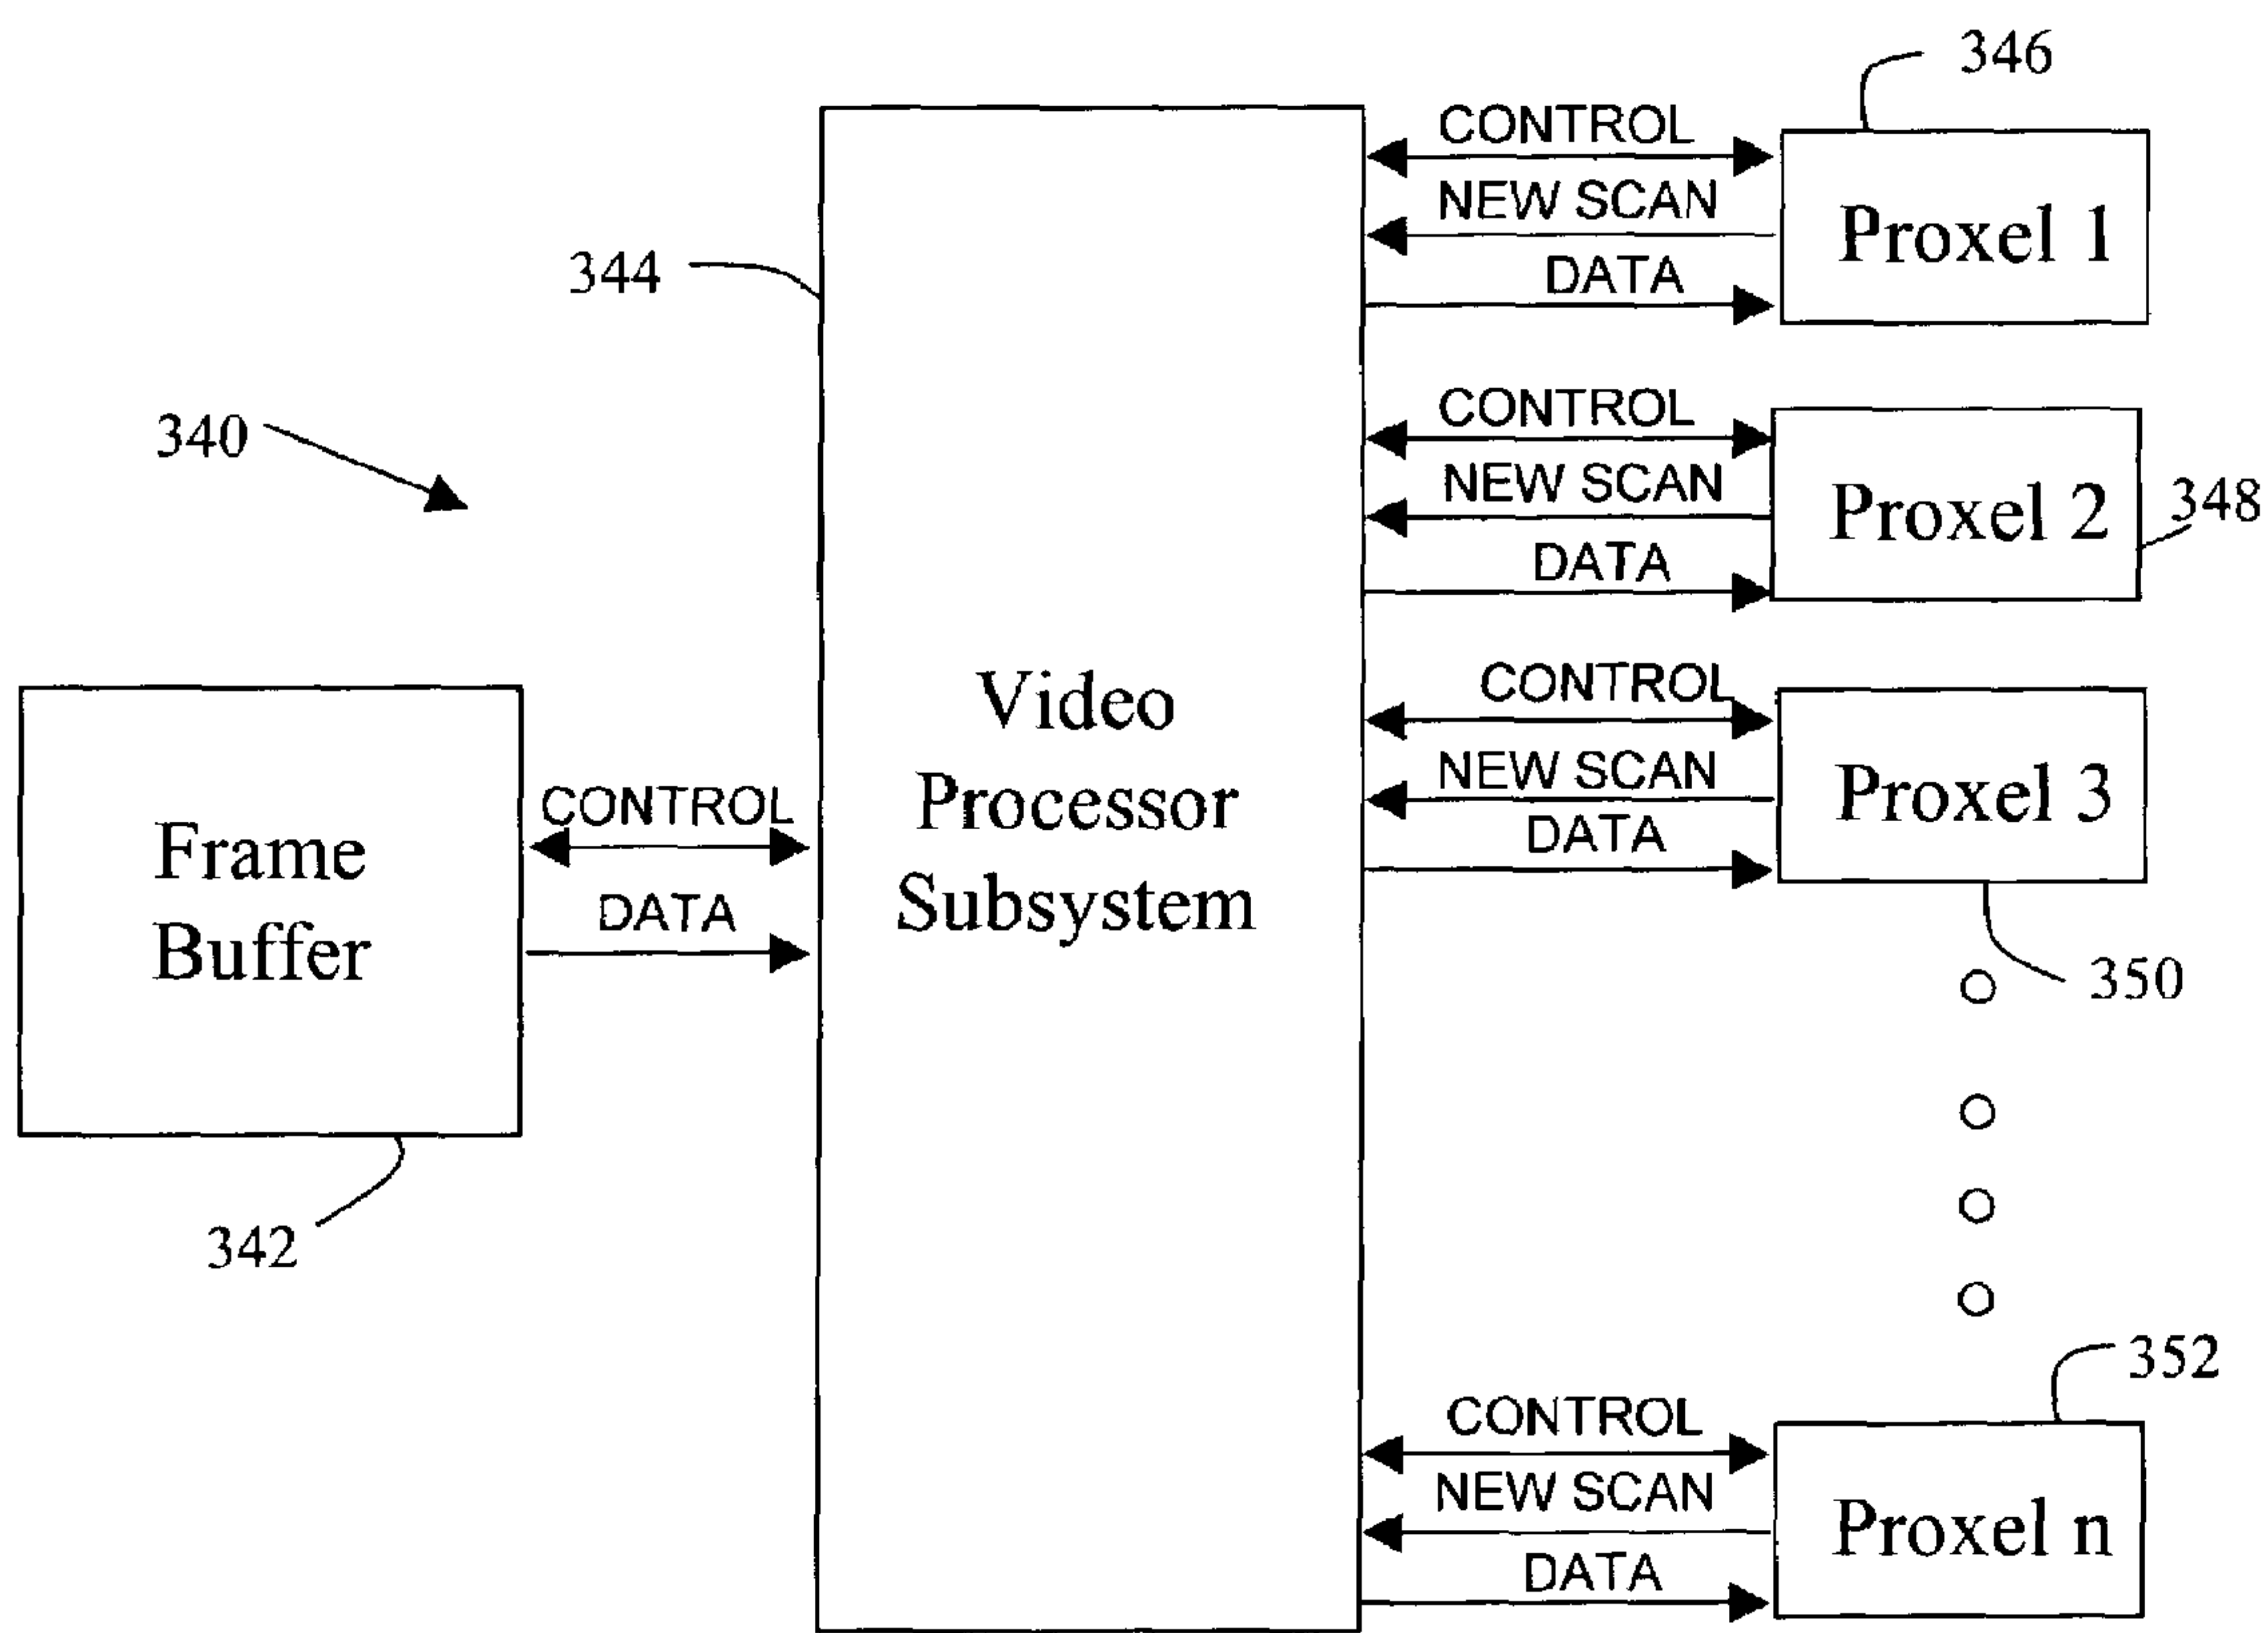 346
CONTROL
NEW SCAN
DATA
Proxel 1
344
340
CONTROL
NEW SCAN
DATA
Proxel 2
348
Frame
Buffer
342
CONTROL
DATA
Video
Processor
Subsystem
CONTROL
NEW SCAN
DATA
Proxel 3
350
352
CONTROL
NEW SCAN
DATA
Proxel n